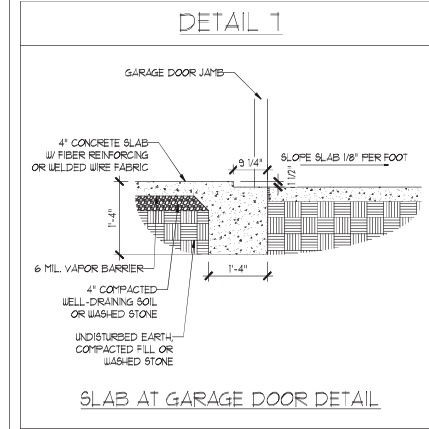 DETAIL 1
GARAGE DOOR JAMB
4" CONCRETE SLAB
W/ FIBER REINFORCING
OR WELDED WIRE FABRIC
9 1/4"
SLOPE SLAB 1/8" PER FOOT
1 1/2"
1'-4"
6 MIL. VAPOR BARRIER
1'-4"
4" COMPACTED
WELL-DRAINING SOIL
OR WASHED STONE
UNDISTURBED EARTH,
COMPACTED FILL OR
WASHED STONE
SLAB AT GARAGE DOOR DETAIL